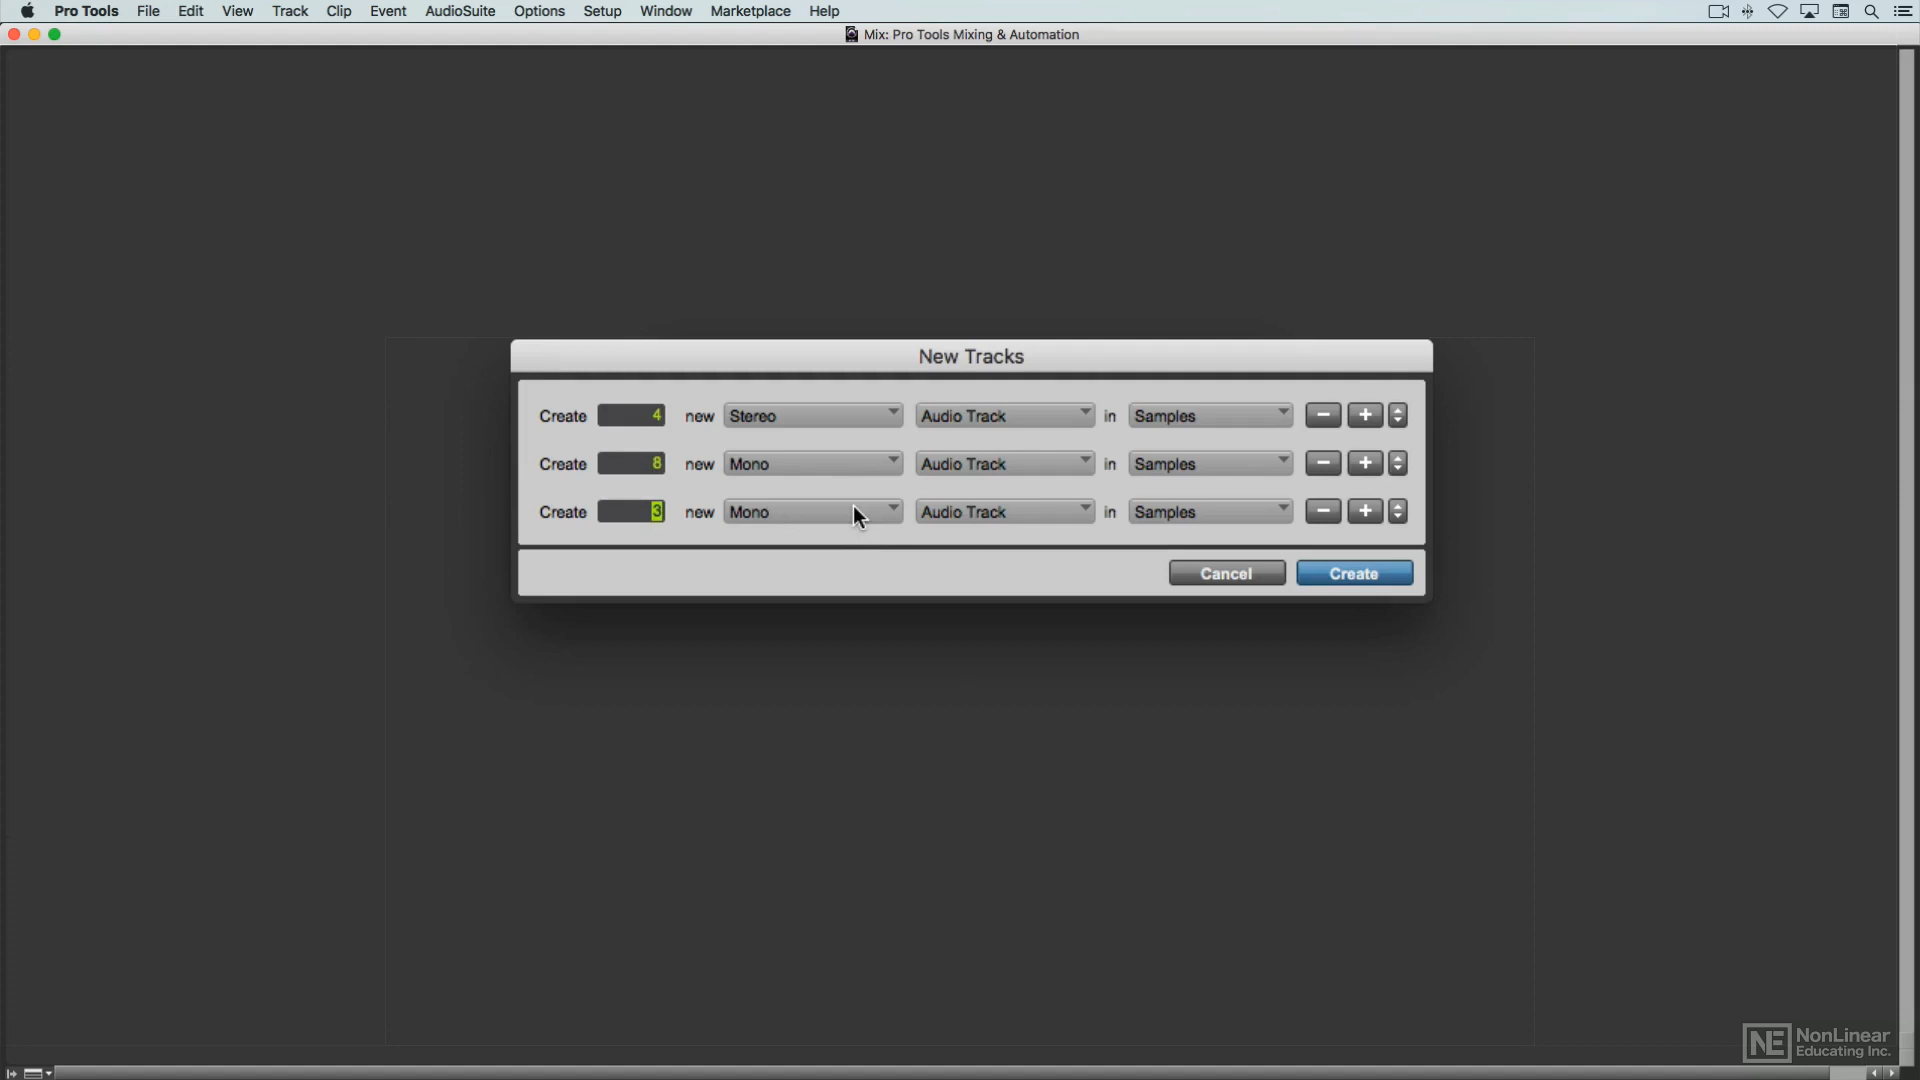 Pro Tools File Edit View Track Clip Event AudioSuite Options Setup Window Marketplace Help
Mix: Pro Tools Mixing & Automation
New Tracks
Create 4 new Stereo Audio Track in Samples − +
Create 8 new Mono Audio Track in Samples − +
Create 3 new Mono Audio Track in Samples − +
Cancel Create
NE NonLinear
Educating Inc.